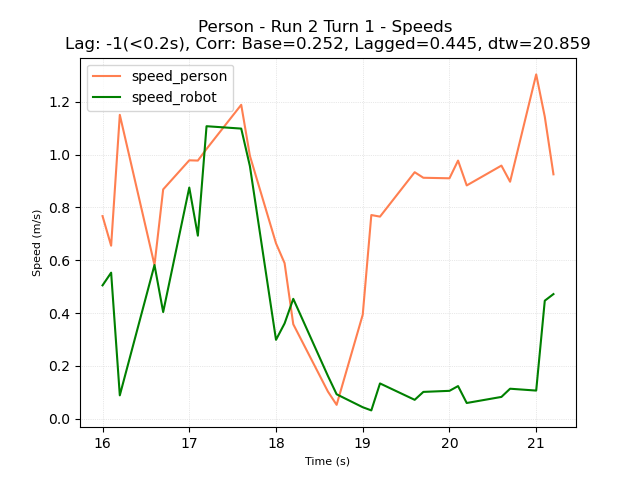 Person - Run 2 Turn 1 - Speeds
Lag: -1(<0.2s), Corr: Base=0.252, Lagged=0.445, dtw=20.859
speed_person
speed_robot
1.2
1.0
0.8
0.6
0.4
0.2
0.0
Speed (m/s)
16 17 18 19 20 21
Time (s)